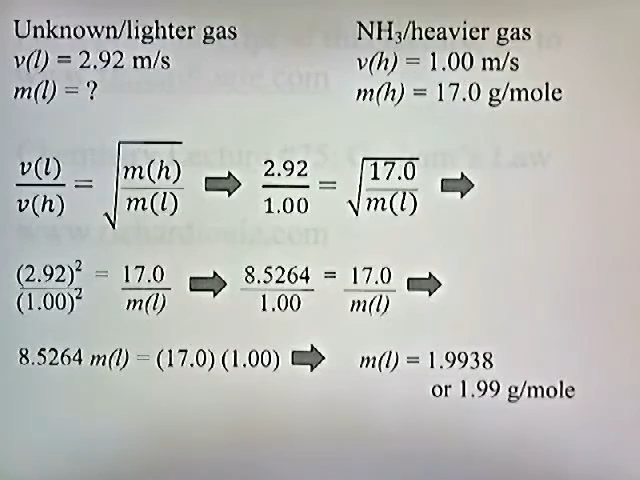 Unknown/lighter gas
v(l) = 2.92 m/s
m(l) = ?
NH₃/heavier gas
v(h) = 1.00 m/s
m(h) = 17.0 g/mole
v(l)/v(h) = √(m(h)/m(l)) ➡ 2.92/1.00 = √(17.0/m(l)) ➡
(2.92)²/(1.00)² = 17.0/m(l) ➡ 8.5264/1.00 = 17.0/m(l) ➡
8.5264 m(l) = (17.0) (1.00) ➡ m(l) = 1.9938
or 1.99 g/mole